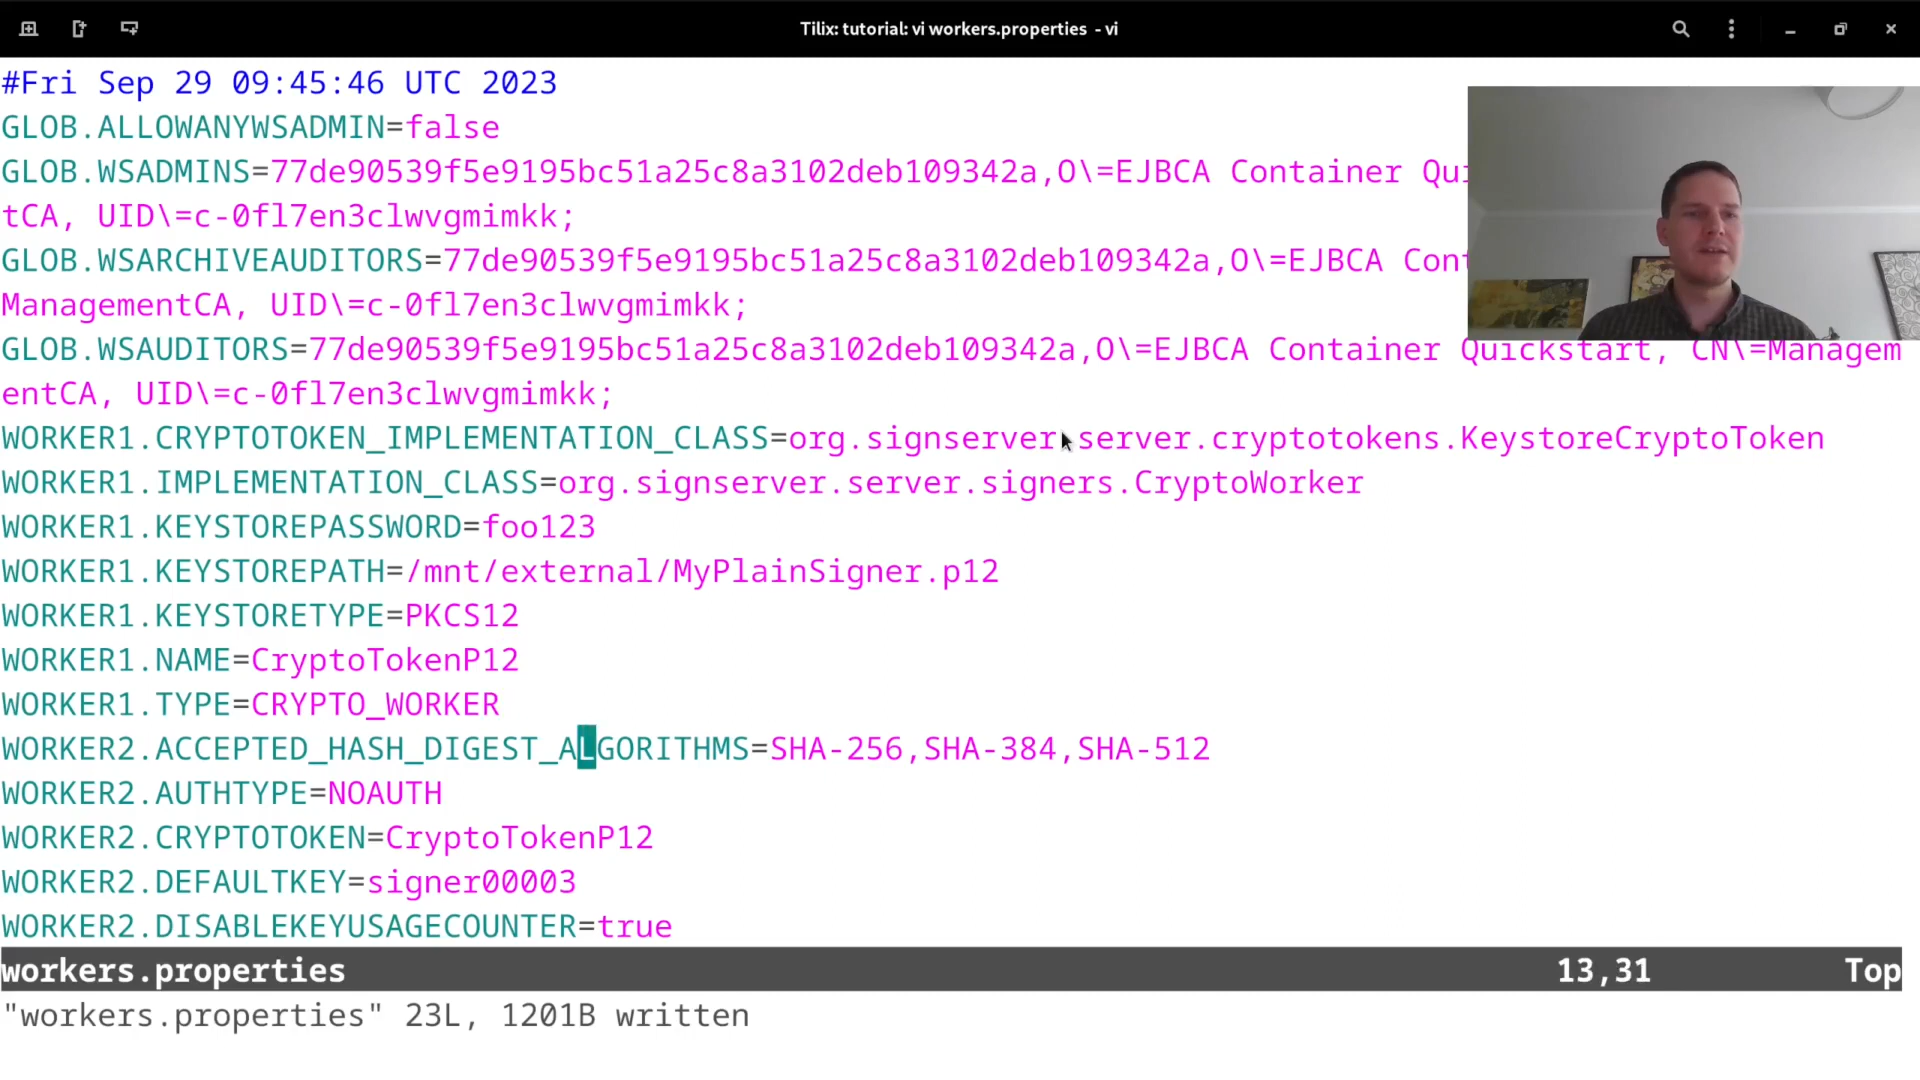 Tilix: tutorial: vi workers.properties - vi
#Fri Sep 29 09:45:46 UTC 2023
GLOB.ALLOWANYWSADMIN=false
GLOB.WSADMINS=77de90539f5e9195bc51a25c8a3102deb109342a,O\=EJBCA Container
tCA, UID\=c-0fl7en3clwvgmimkk;
GLOB.WSARCHIVEAUDITORS=77de90539f5e9195bc51a25c8a3102deb109342a,O\=EJBCA
ManagementCA, UID\=c-0fl7en3clwvgmimkk;
GLOB.WSAUDITORS=77de90539f5e9195bc51a25c8a3102deb109342a,O\=EJBCA Container Quickstart, CN\=Managem
entCA, UID\=c-0fl7en3clwvgmimkk;
WORKER1.CRYPTOTOKEN_IMPLEMENTATION_CLASS=org.signserver.server.cryptotokens.KeystoreCryptoToken
WORKER1.IMPLEMENTATION_CLASS=org.signserver.server.signers.CryptoWorker
WORKER1.KEYSTOREPASSWORD=foo123
WORKER1.KEYSTOREPATH=/mnt/external/MyPlainSigner.p12
WORKER1.KEYSTORETYPE=PKCS12
WORKER1.NAME=CryptoTokenP12
WORKER1.TYPE=CRYPTO_WORKER
WORKER2.ACCEPTED_HASH_DIGEST_ALGORITHMS=SHA-256,SHA-384,SHA-512
WORKER2.AUTHTYPE=NOAUTH
WORKER2.CRYPTOTOKEN=CryptoTokenP12
WORKER2.DEFAULTKEY=signer00003
WORKER2.DISABLEKEYUSAGECOUNTER=true
workers.properties 13,31 Top
"workers.properties" 23L, 1201B written